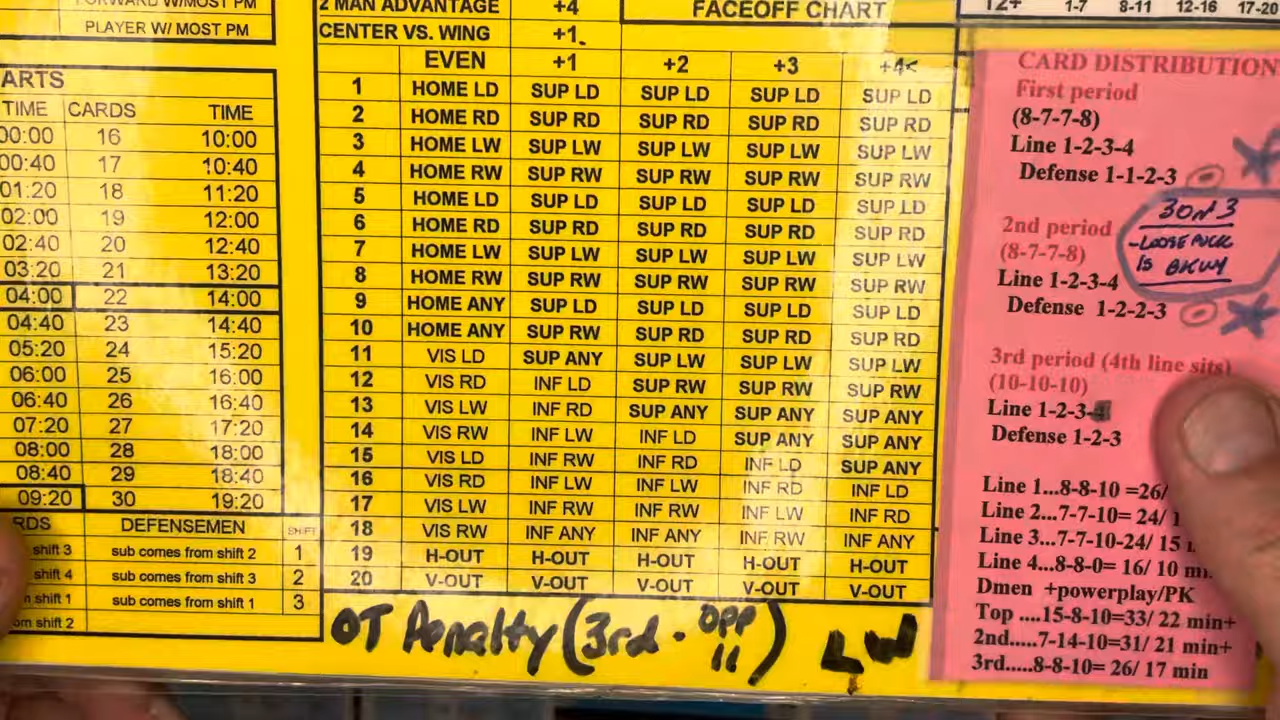 PLAYER W/ MOST PM
ARTS
TIME CARDS TIME
00:00 16 10:00
00:40 17 10:40
01:20 18 11:20
02:00 19 12:00
02:40 20 12:40
03:20 21 13:20
04:00 22 14:00
04:40 23 14:40
05:20 24 15:20
06:00 25 16:00
06:40 26 16:40
07:20 27 17:20
08:00 28 18:00
08:40 29 18:40
09:20 30 19:20
RDS DEFENSEMEN SHIFT
shift 3 sub comes from shift 2 1
shift 4 sub comes from shift 3 2
shift 1 sub comes from shift 1 3
shift 2
2 MAN ADVANTAGE +4 FACEOFF CHART
CENTER VS. WING +1
EVEN +1 +2 +3 +4<
1 HOME LD SUP LD SUP LD SUP LD SUP LD
2 HOME RD SUP RD SUP RD SUP RD SUP RD
3 HOME LW SUP LW SUP LW SUP LW SUP LW
4 HOME RW SUP RW SUP RW SUP RW SUP RW
5 HOME LD SUP LD SUP LD SUP LD SUP LD
6 HOME RD SUP RD SUP RD SUP RD SUP RD
7 HOME LW SUP LW SUP LW SUP LW SUP LW
8 HOME RW SUP RW SUP RW SUP RW SUP RW
9 HOME ANY SUP LD SUP LD SUP LD SUP LD
10 HOME ANY SUP RW SUP RD SUP RD SUP RD
11 VIS LD SUP ANY SUP LW SUP LW SUP LW
12 VIS RD INF LD SUP RW SUP RW SUP RW
13 VIS LW INF RD SUP ANY SUP ANY SUP ANY
14 VIS RW INF LW INF LD SUP ANY SUP ANY
15 VIS LD INF RW INF RD INF LD SUP ANY
16 VIS RD INF LW INF LW INF RD INF LD
17 VIS LW INF RW INF RW INF LW INF RD
18 VIS RW INF ANY INF ANY INF RW INF ANY
19 H-OUT H-OUT H-OUT H-OUT H-OUT
20 V-OUT V-OUT V-OUT V-OUT V-OUT
OT Penalty (3rd. OPP 11) LW
12+ 1-7 8-11 12-16 17-20
CARD DISTRIBUTION
First period
(8-7-7-8)
Line 1-2-3-4
Defense 1-1-2-3
2nd period
(8-7-7-8)
Line 1-2-3-4
Defense 1-2-2-3
3 ON 3
-LOOSE PUCK
IS BKWY
3rd period (4th line sits)
(10-10-10)
Line 1-2-3-
Defense 1-2-3
Line 1...8-8-10 =26/
Line 2...7-7-10= 24/
Line 3...7-7-10-24/ 15
Line 4...8-8-0= 16/ 10
Dmen +powerplay/PK
Top ....15-8-10=33/ 22 min+
2nd.....7-14-10=31/ 21 min+
3rd.....8-8-10= 26/ 17 min